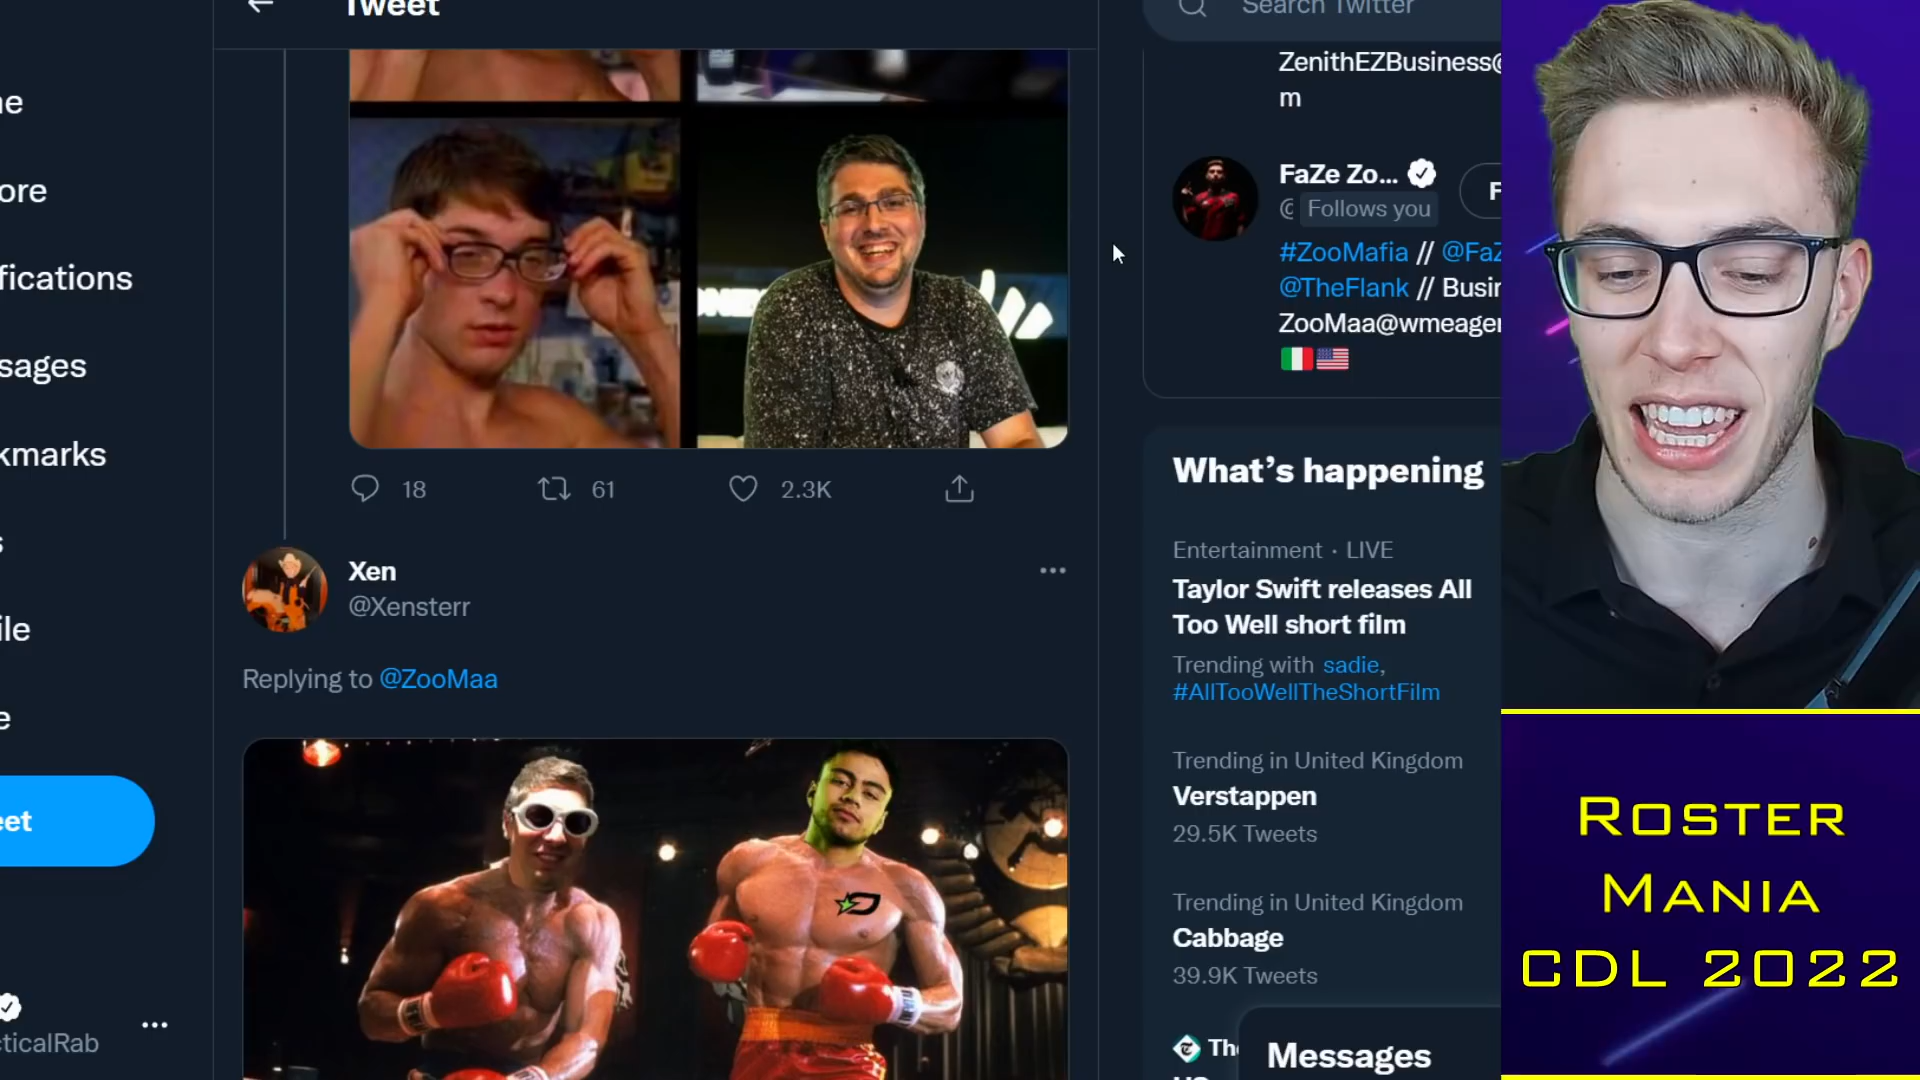 Tweet
ne
ore
fications
sages
kmarks
s
ile
e
eet
cticalRab
18
61
2.3K
Xen
@Xensterr
Replying to @ZooMaa
Search Twitter
ZenithEZBusiness@
m
FaZe Zo...
F
@ Follows you
#ZooMafia // @FaZ
@TheFlank // Busin
ZooMaa@wmeagen
What's happening
Entertainment · LIVE
Taylor Swift releases All
Too Well short film
Trending with sadie,
#AllTooWellTheShortFilm
Trending in United Kingdom
Verstappen
29.5K Tweets
Trending in United Kingdom
Cabbage
39.9K Tweets
The
Messages
Roster
Mania
CDL 2022